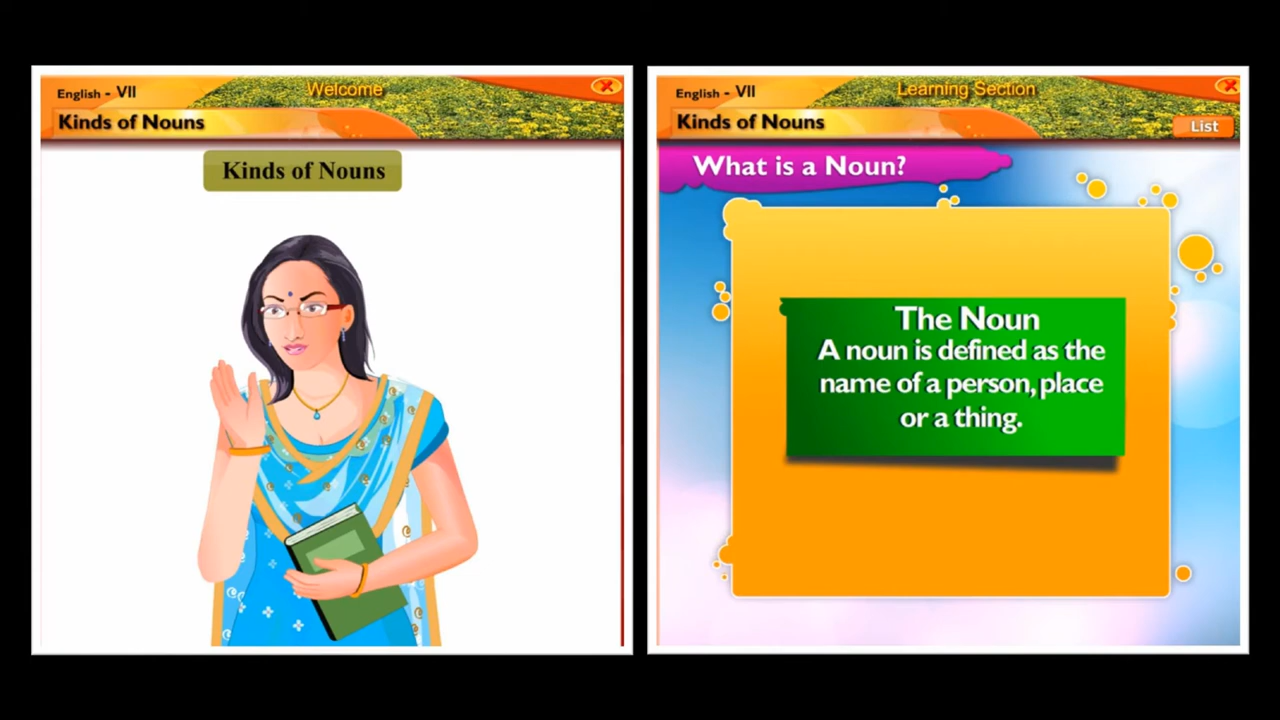 English - VII
Welcome
Kinds of Nouns
Kinds of Nouns
English - VII
Learning Section
Kinds of Nouns
List
What is a Noun?
The Noun
A noun is defined as the
name of a person, place
or a thing.